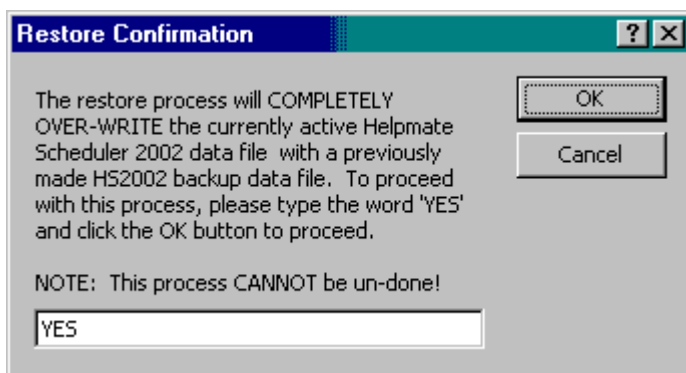 Restore Confirmation
The restore process will COMPLETELY
OVER-WRITE the currently active Helpmate
Scheduler 2002 data file with a previously
made HS2002 backup data file. To proceed
with this process, please type the word 'YES'
and click the OK button to proceed.
NOTE: This process CANNOT be un-done!
YES
OK
Cancel